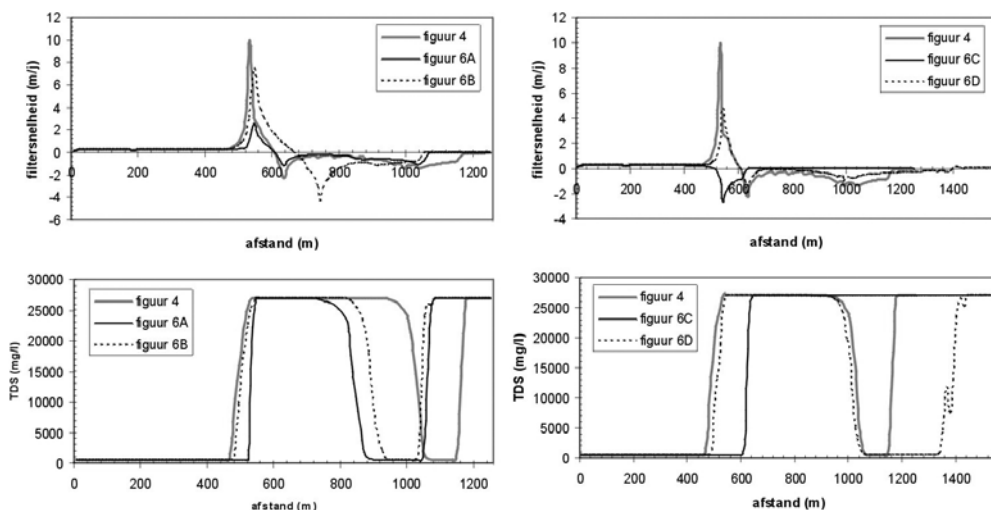 filtersnelheid (m/j)
12
10
8
6
4
2
0
-2
-4
-6
0 200 400 600 800 1000 1200
afstand (m)
figuur 4
figuur 6A
figuur 6B
filtersnelheid (m/j)
12
10
8
6
4
2
0
-2
-4
0 200 400 600 800 1000 1200 1400
afstand (m)
figuur 4
figuur 6C
figuur 6D
TDS (mg/l)
30000
25000
20000
15000
10000
5000
0
0 200 400 600 800 1000 1200
afstand (m)
figuur 4
figuur 6A
figuur 6B
TDS (mg/l)
30000
25000
20000
15000
10000
5000
0
0 200 400 600 800 1000 1200 1400
afstand (m)
figuur 4
figuur 6C
figuur 6D